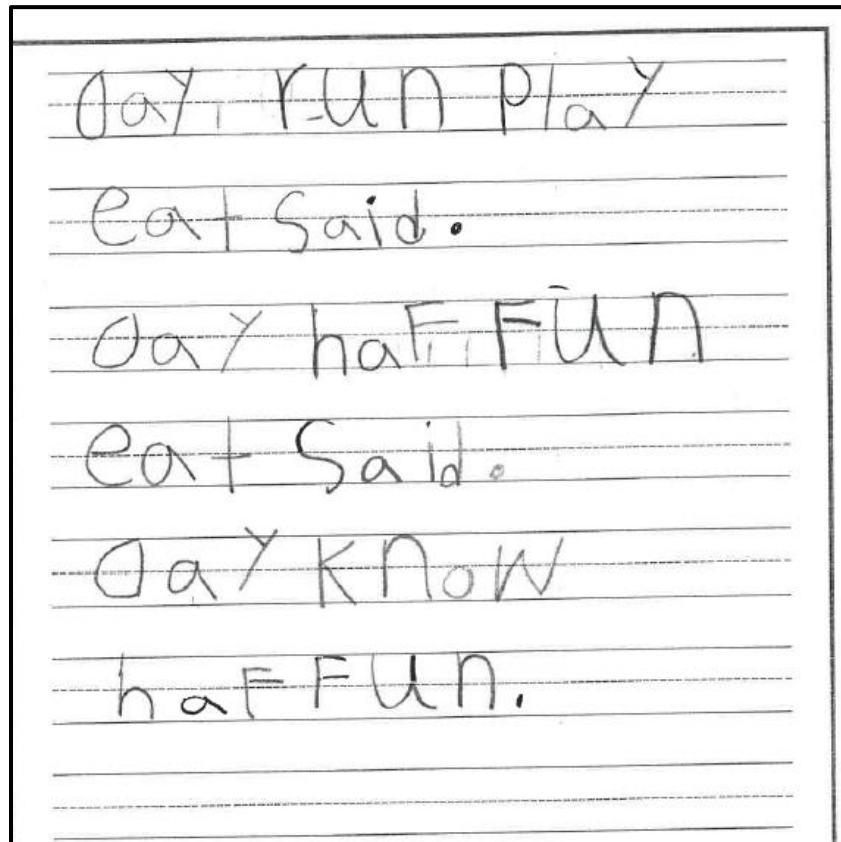 day run play
eat said.
day haF FUn
eat Said.
day KnoW
haF FUn.